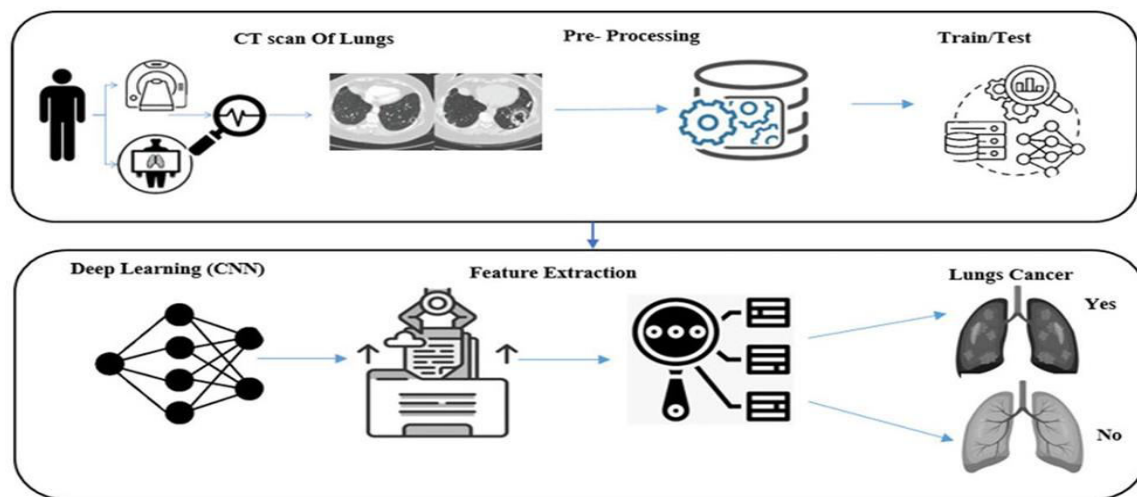 CT scan Of Lungs
Pre- Processing
Train/Test
Deep Learning (CNN)
Feature Extraction
Lungs Cancer
Yes
No